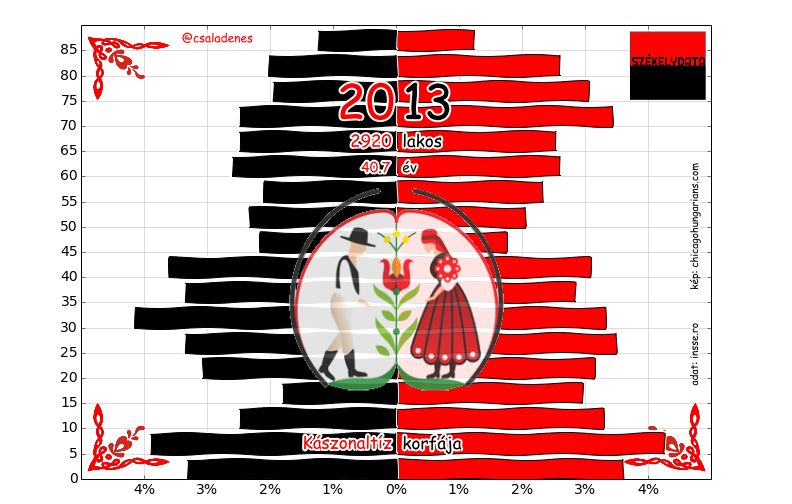 @csaladenes
SZÉKELYDATA
2013
2920 lakos
40.7 év
kép: chicagohungarians.com
adat: insse.ro
Kászonaltíz korfája
85
80
75
70
65
60
55
50
45
40
35
30
25
20
15
10
5
0
4% 3% 2% 1% 0% 1% 2% 3% 4%